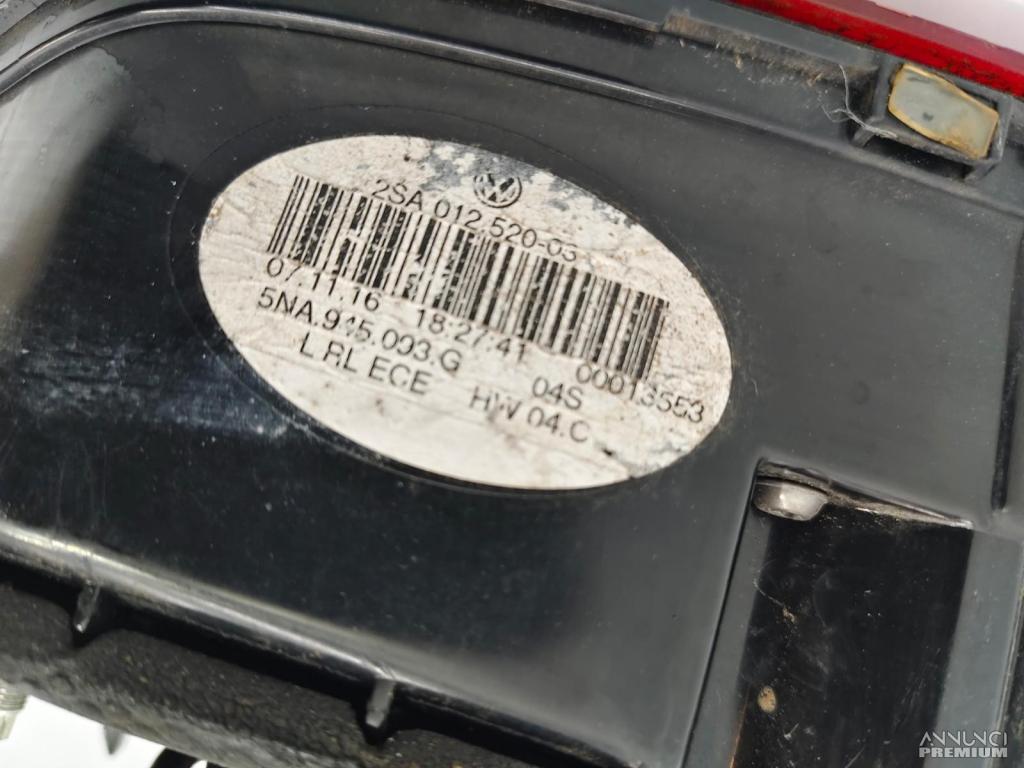 2SA 012 520-03
07.11.16 18:27:41 00013553
5NA.945.093.G 04S
L RL ECE HW 04.C
ANNUNCI
PREMIUM